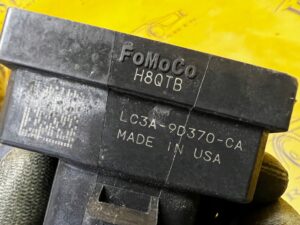 FoMoCo
H8QTB
LC3A-9D370-CA
MADE IN USA